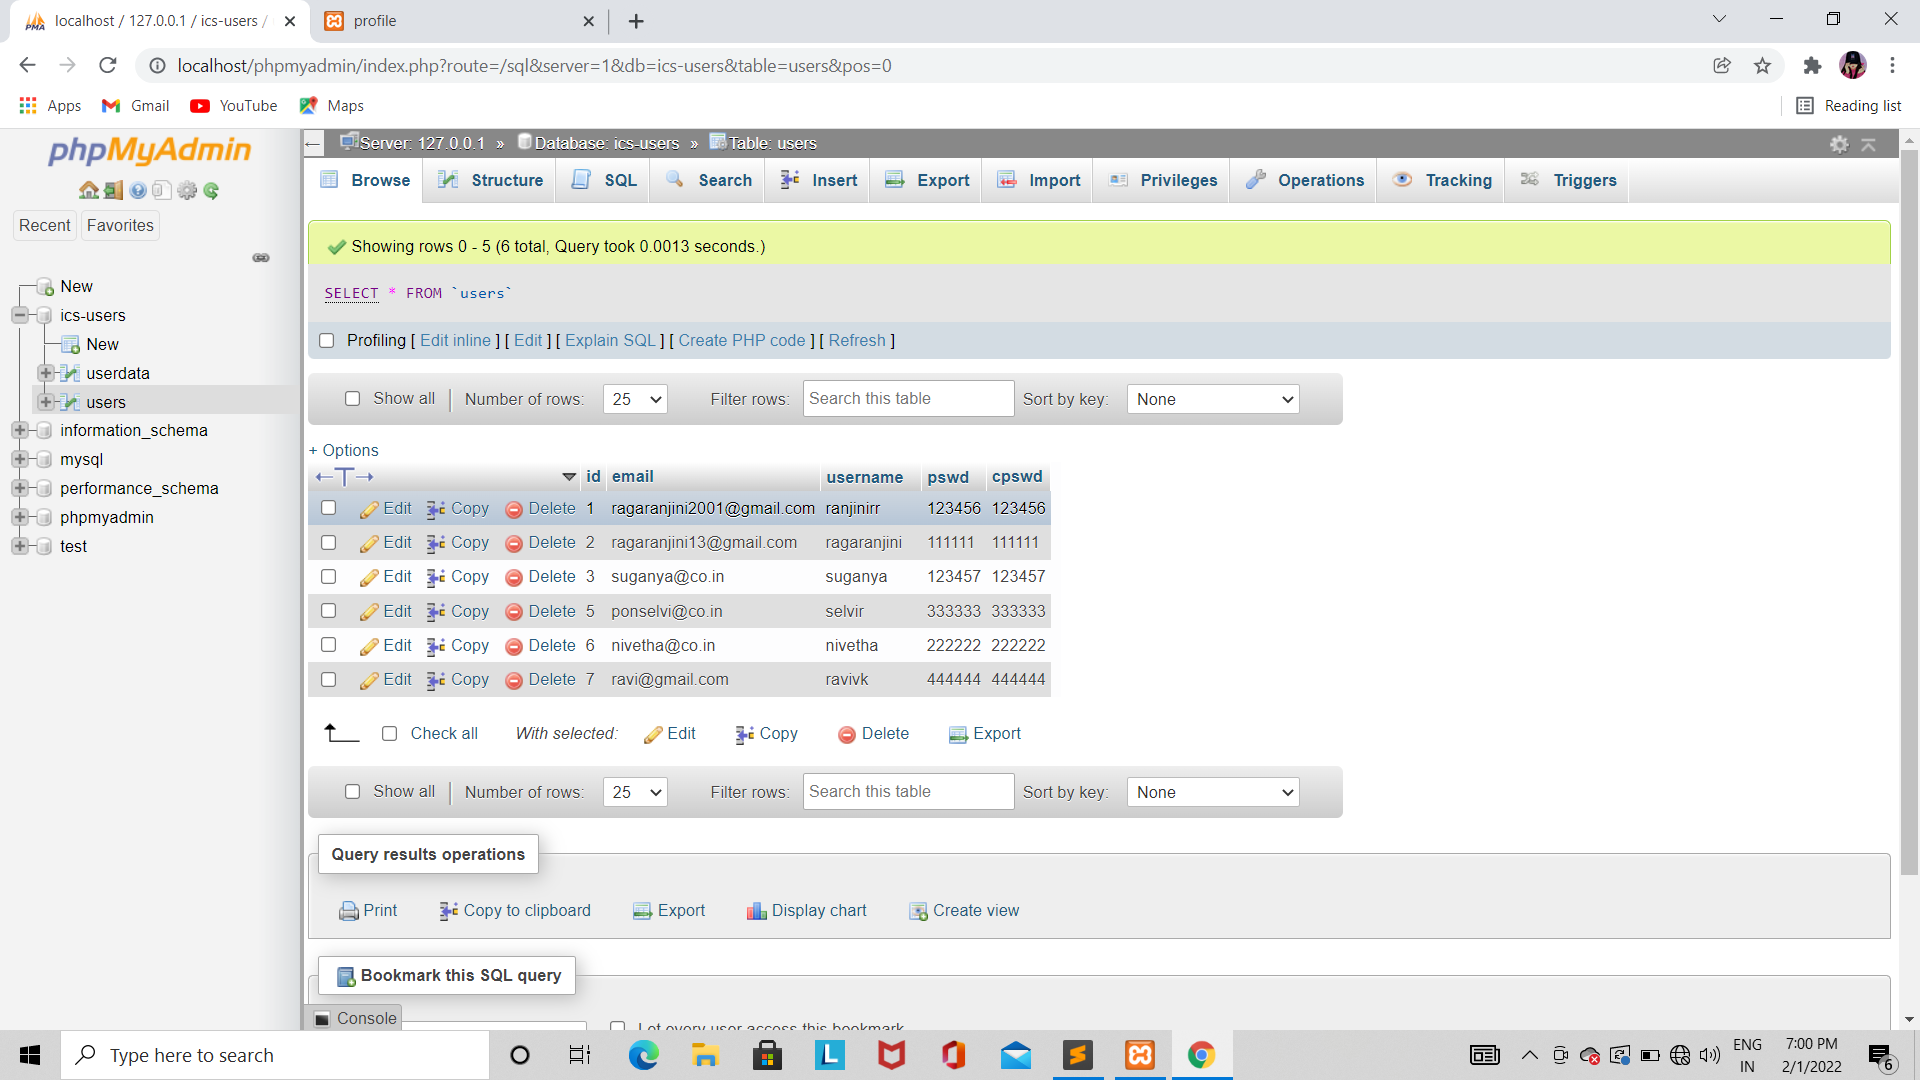 localhost / 127.0.0.1 / ics-users /
profile
localhost/phpmyadmin/index.php?route=/sql&server=1&db=ics-users&table=users&pos=0
Apps Gmail YouTube Maps Reading list
phpMyAdmin
Recent Favorites
New
ics-users
New
userdata
users
information_schema
mysql
performance_schema
phpmyadmin
test
Server: 127.0.0.1 » Database: ics-users » Table: users
Browse Structure SQL Search Insert Export Import Privileges Operations Tracking Triggers
Showing rows 0 - 5 (6 total, Query took 0.0013 seconds.)
SELECT * FROM `users`
Profiling [ Edit inline ] [ Edit ] [ Explain SQL ] [ Create PHP code ] [ Refresh ]
Show all Number of rows: 25 Filter rows: Search this table Sort by key: None
+ Options
id email username pswd cpswd
Edit Copy Delete 1 ragaranjini2001@gmail.com ranjinirr 123456 123456
Edit Copy Delete 2 ragaranjini13@gmail.com ragaranjini 111111 111111
Edit Copy Delete 3 suganya@co.in suganya 123457 123457
Edit Copy Delete 5 ponselvi@co.in selvir 333333 333333
Edit Copy Delete 6 nivetha@co.in nivetha 222222 222222
Edit Copy Delete 7 ravi@gmail.com ravivk 444444 444444
Check all With selected: Edit Copy Delete Export
Show all Number of rows: 25 Filter rows: Search this table Sort by key: None
Query results operations
Print Copy to clipboard Export Display chart Create view
Bookmark this SQL query
Console
Let every user access this bookmark
Type here to search
ENG
IN
7:00 PM
2/1/2022
6